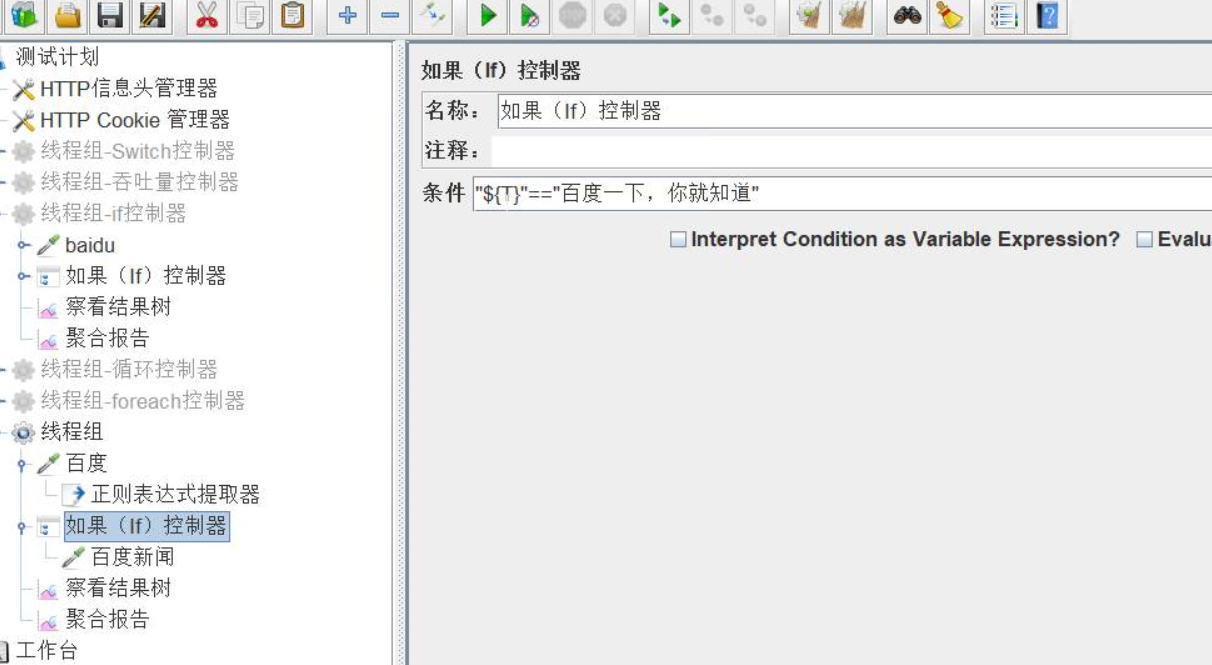 测试计划
HTTP信息头管理器
HTTP Cookie 管理器
线程组-Switch控制器
线程组-吞吐量控制器
线程组-if控制器
baidu
如果（If）控制器
察看结果树
聚合报告
线程组-循环控制器
线程组-foreach控制器
线程组
百度
正则表达式提取器
如果（If）控制器
百度新闻
察看结果树
聚合报告
工作台
如果（If）控制器
名称： 如果（If）控制器
注释：
条件 "${T}"=="百度一下，你就知道"
Interpret Condition as Variable Expression? Evalu